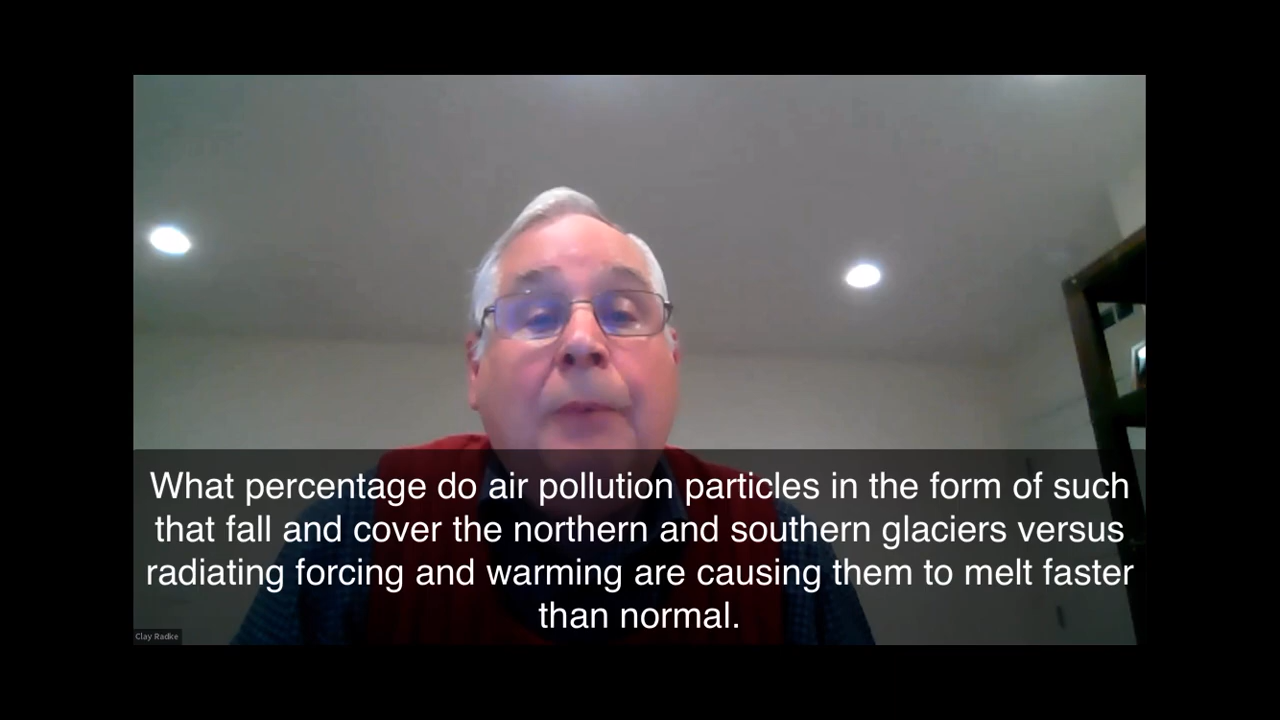 What percentage do air pollution particles in the form of such
that fall and cover the northern and southern glaciers versus
radiating forcing and warming are causing them to melt faster
than normal.
Clay Radke